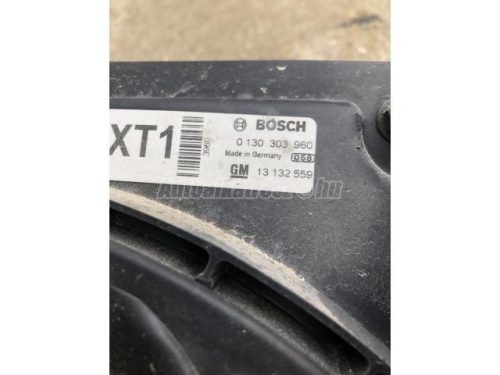 XT1
BOSCH
0 130 303 960
Made in Germany
GM 13 132 559